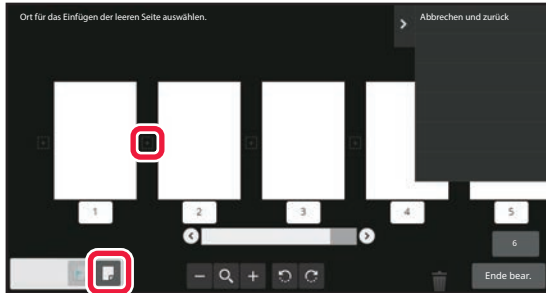 Ort für das Einfügen der leeren Seite auswählen.
Abbrechen und zurück
1
2
3
4
5
6
Ende bear.